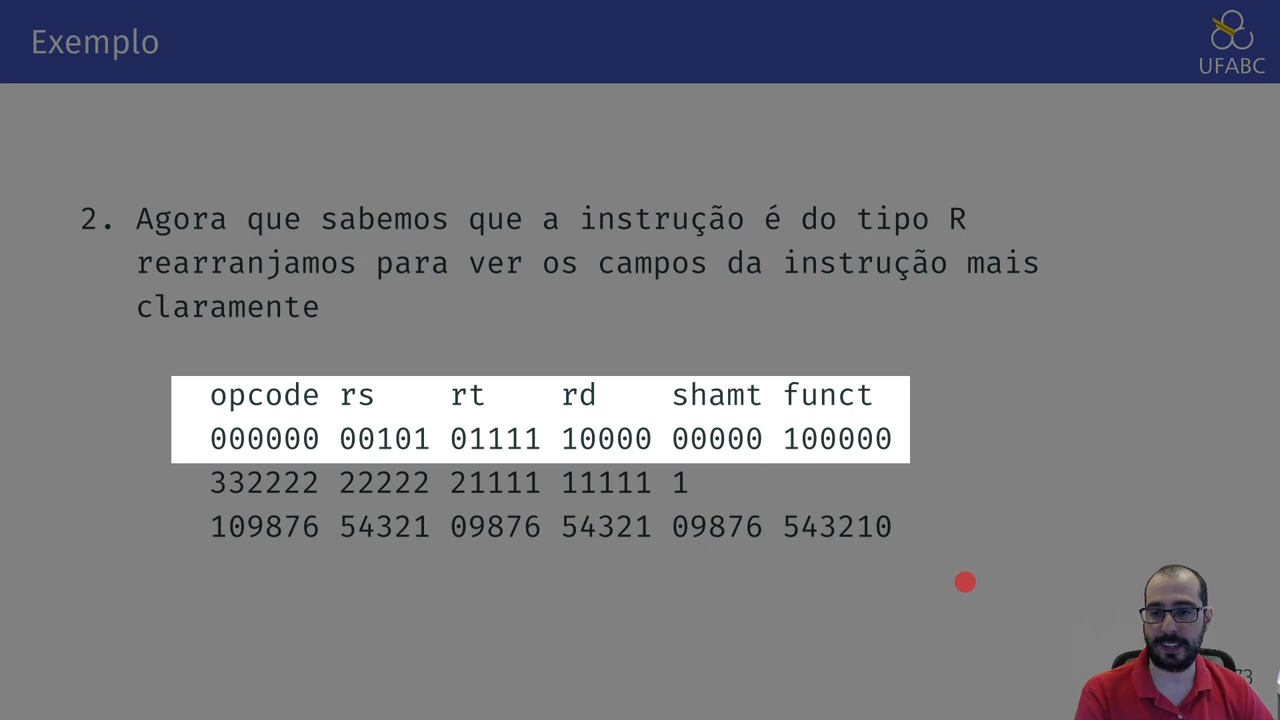 Exemplo
UFABC
2. Agora que sabemos que a instrução é do tipo R
rearranjamos para ver os campos da instrução mais
claramente
opcode rs rt rd shamt funct
000000 00101 01111 10000 00000 100000
332222 22222 21111 11111 1
109876 54321 09876 54321 09876 543210